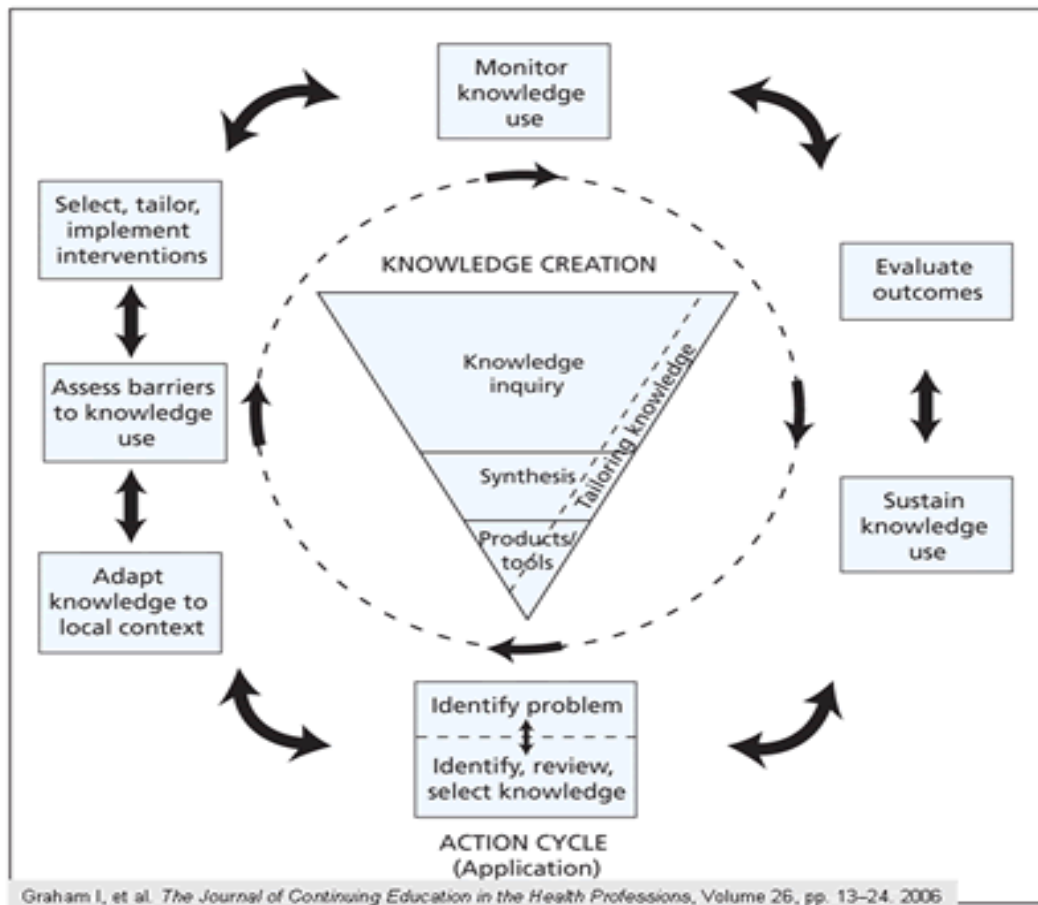 Monitor
knowledge
use
Select, tailor,
implement
interventions
KNOWLEDGE CREATION
Evaluate
outcomes
Knowledge
inquiry
Tailoring knowledge
Assess barriers
to knowledge
use
Synthesis
Sustain
knowledge
use
Products/
tools
Adapt
knowledge to
local context
Identify problem
Identify, review,
select knowledge
ACTION CYCLE
(Application)
Graham I, et al. The Journal of Continuing Education in the Health Professions, Volume 26, pp. 13–24. 2006